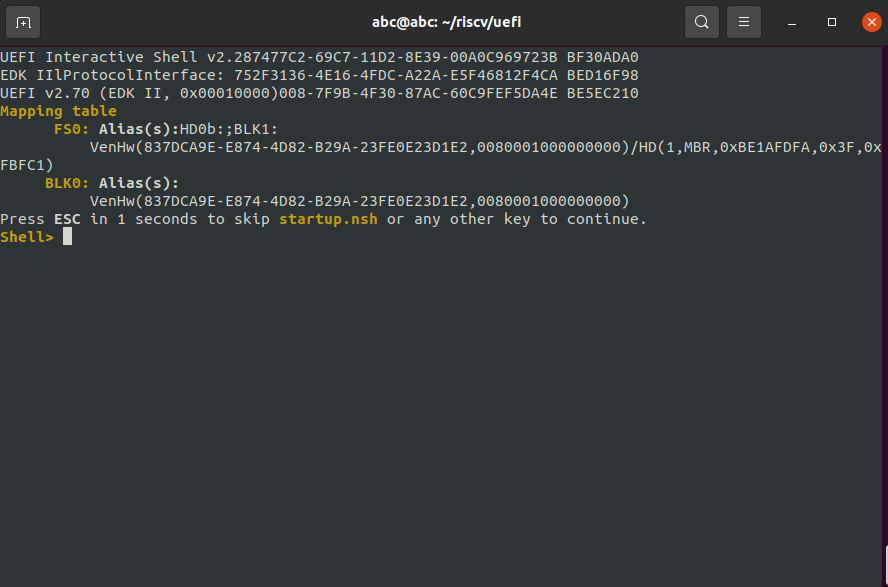 abc@abc: ~/riscv/uefi
UEFI Interactive Shell v2.287477C2-69C7-11D2-8E39-00A0C969723B BF30ADA0
EDK IIlProtocolInterface: 752F3136-4E16-4FDC-A22A-E5F46812F4CA BED16F98
UEFI v2.70 (EDK II, 0x00010000)008-7F9B-4F30-87AC-60C9FEF5DA4E BE5EC210
Mapping table
FS0: Alias(s):HD0b:;BLK1:
VenHw(837DCA9E-E874-4D82-B29A-23FE0E23D1E2,0080001000000000)/HD(1,MBR,0xBE1AFDFA,0x3F,0x
FBFC1)
BLK0: Alias(s):
VenHw(837DCA9E-E874-4D82-B29A-23FE0E23D1E2,0080001000000000)
Press ESC in 1 seconds to skip startup.nsh or any other key to continue.
Shell>